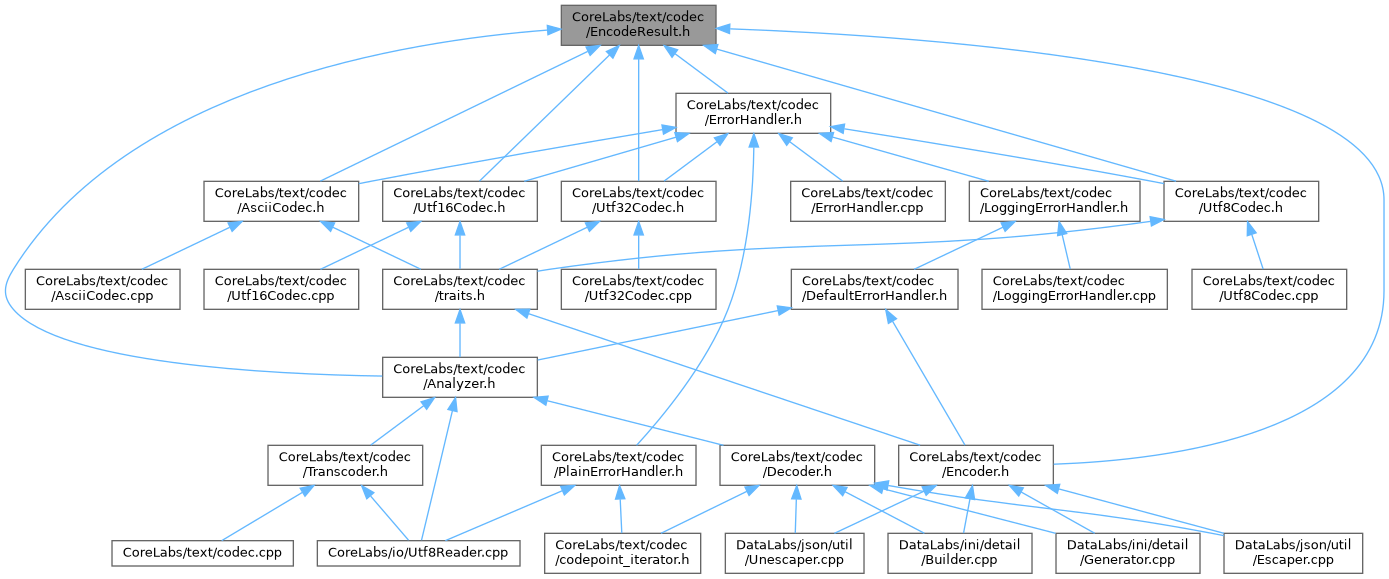 CoreLabs/text/codec
/EncodeResult.h
CoreLabs/text/codec
/ErrorHandler.h
CoreLabs/text/codec
/AsciiCodec.h
CoreLabs/text/codec
/Utf16Codec.h
CoreLabs/text/codec
/Utf32Codec.h
CoreLabs/text/codec
/ErrorHandler.cpp
CoreLabs/text/codec
/LoggingErrorHandler.h
CoreLabs/text/codec
/Utf8Codec.h
CoreLabs/text/codec
/AsciiCodec.cpp
CoreLabs/text/codec
/Utf16Codec.cpp
CoreLabs/text/codec
/traits.h
CoreLabs/text/codec
/Utf32Codec.cpp
CoreLabs/text/codec
/DefaultErrorHandler.h
CoreLabs/text/codec
/LoggingErrorHandler.cpp
CoreLabs/text/codec
/Utf8Codec.cpp
CoreLabs/text/codec
/Analyzer.h
CoreLabs/text/codec
/Transcoder.h
CoreLabs/text/codec
/PlainErrorHandler.h
CoreLabs/text/codec
/Decoder.h
CoreLabs/text/codec
/Encoder.h
CoreLabs/text/codec.cpp
CoreLabs/io/Utf8Reader.cpp
CoreLabs/text/codec
/codepoint_iterator.h
DataLabs/json/util
/Unescaper.cpp
DataLabs/ini/detail
/Builder.cpp
DataLabs/ini/detail
/Generator.cpp
DataLabs/json/util
/Escaper.cpp